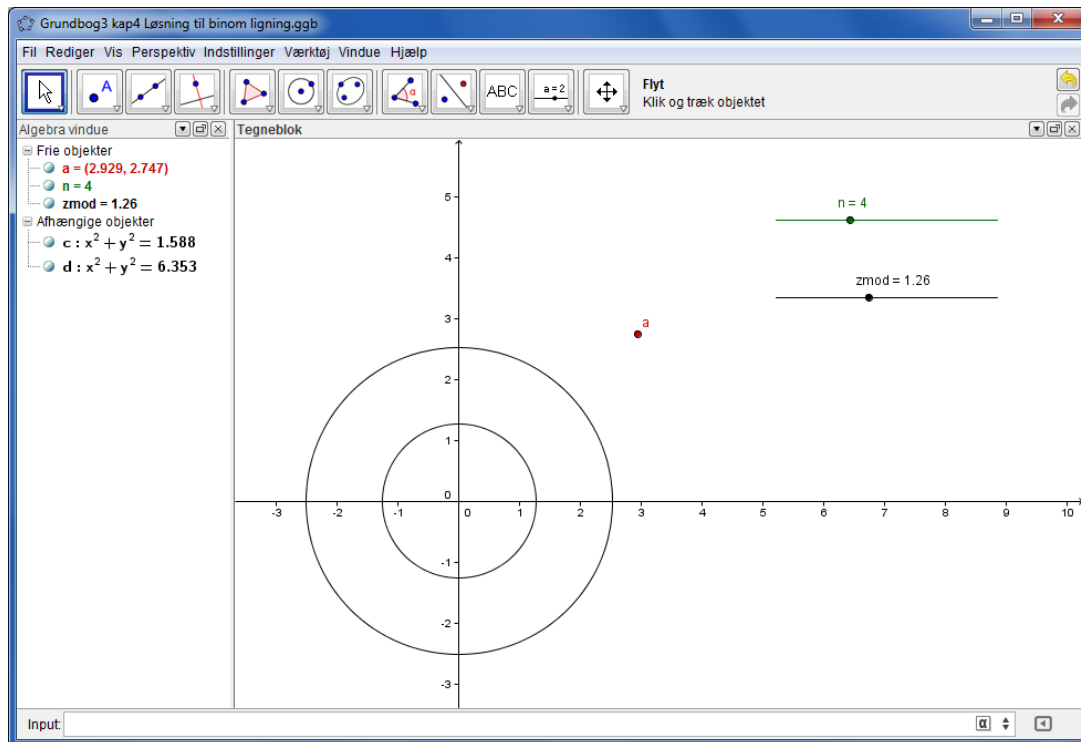 Grundbog3 kap4 Løsning til binom ligning.ggb
Fil Rediger Vis Perspektiv Indstillinger Værktøj Vindue Hjælp
A
α
ABC
a=2
Flyt
Klik og træk objektet
Algebra vindue
Frie objekter
a = (2.929, 2.747)
n = 4
zmod = 1.26
Afhængige objekter
c : x² + y² = 1.588
d : x² + y² = 6.353
Tegneblok
n = 4
zmod = 1.26
a
5
4
3
2
1
0
-1
-2
-3
-3 -2 -1 0 1 2 3 4 5 6 7 8 9 10
Input:
α